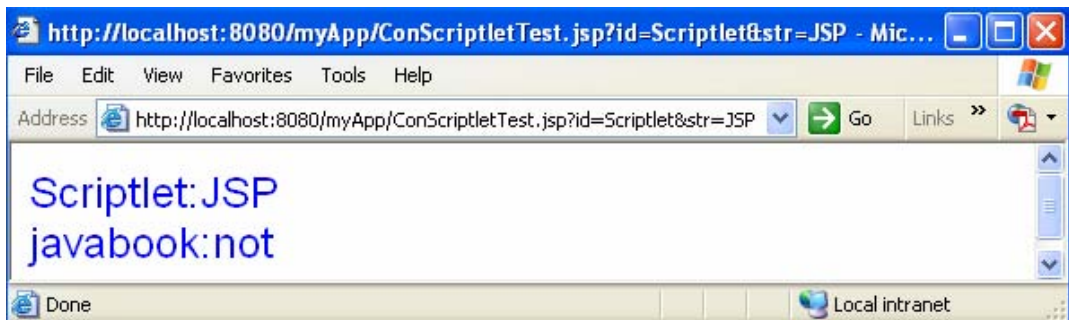 http://localhost:8080/myApp/ConScriptletTest.jsp?id=Scriptlet&str=JSP - Mic...
File Edit View Favorites Tools Help
Address http://localhost:8080/myApp/ConScriptletTest.jsp?id=Scriptlet&str=JSP Go Links »
Scriptlet:JSP
javabook:not
Done Local intranet